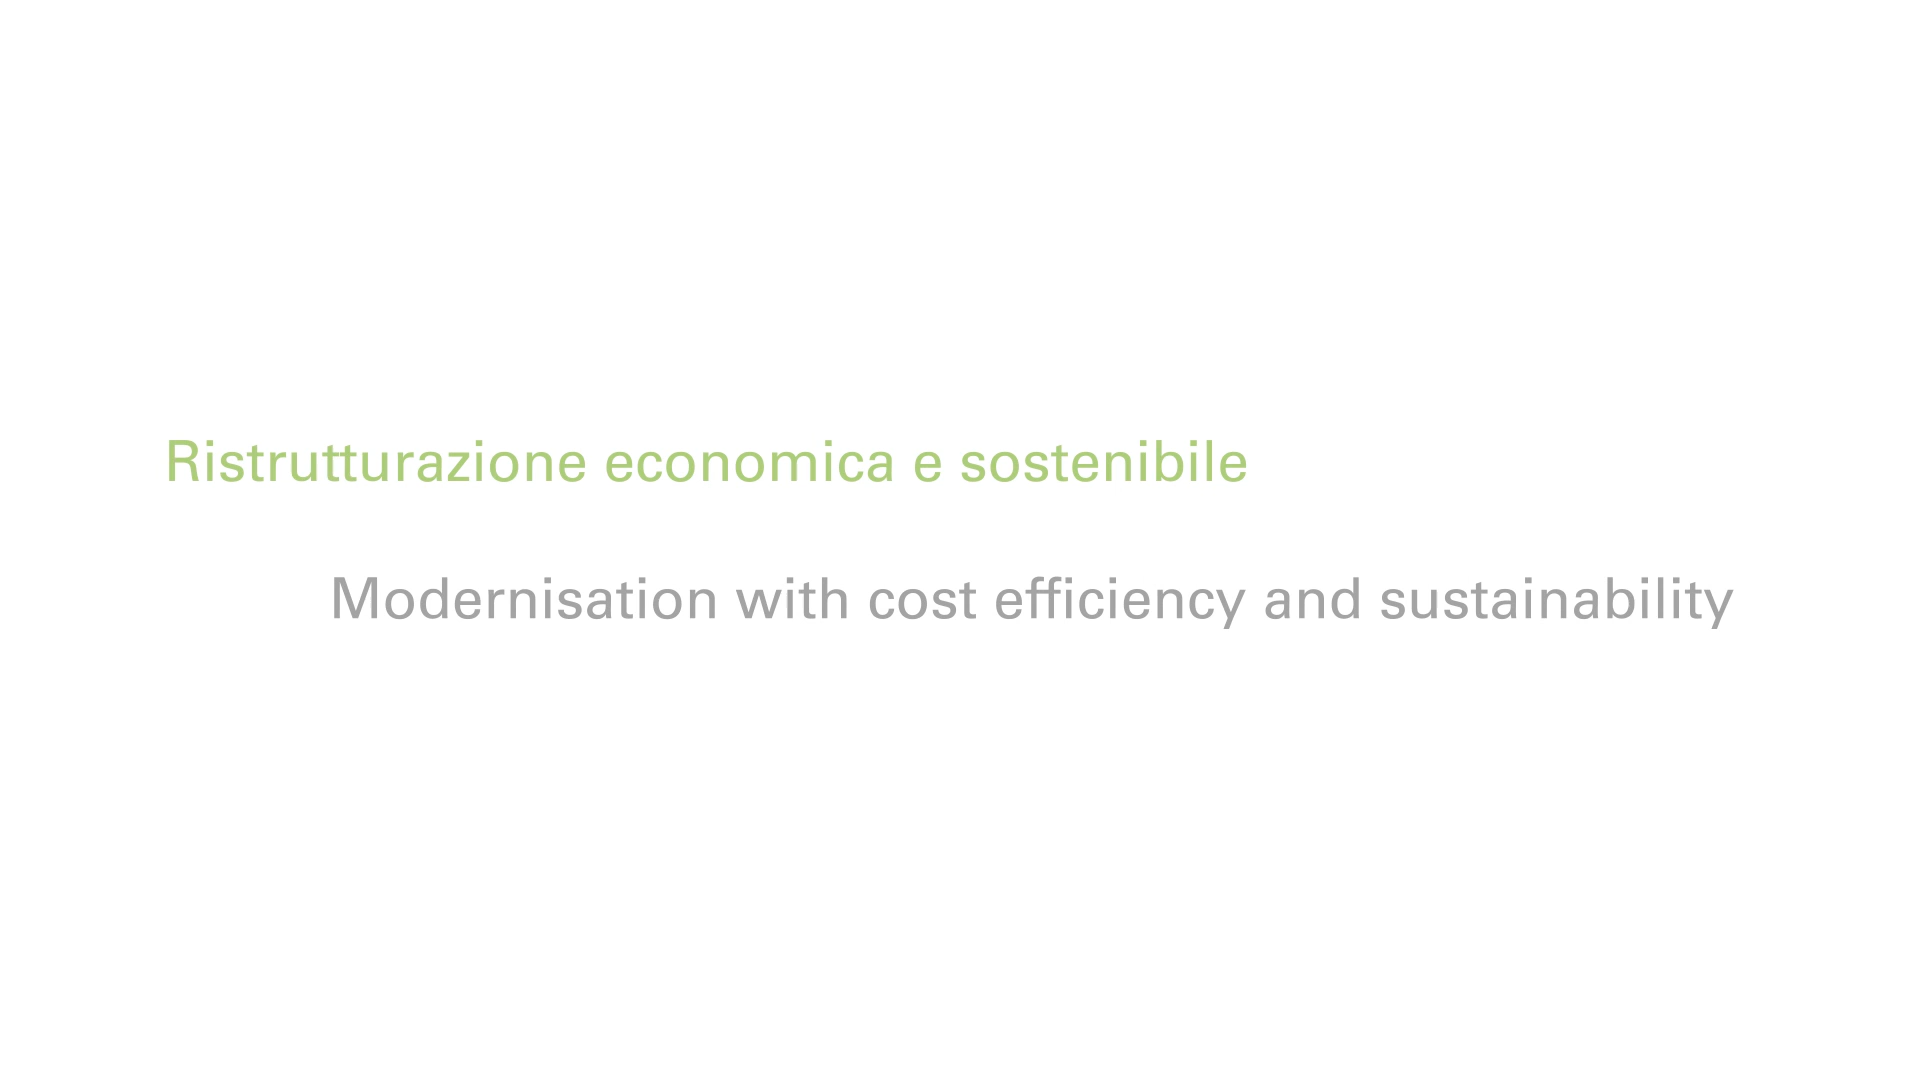 Ristrutturazione economica e sostenibile
Modernisation with cost efficiency and sustainability